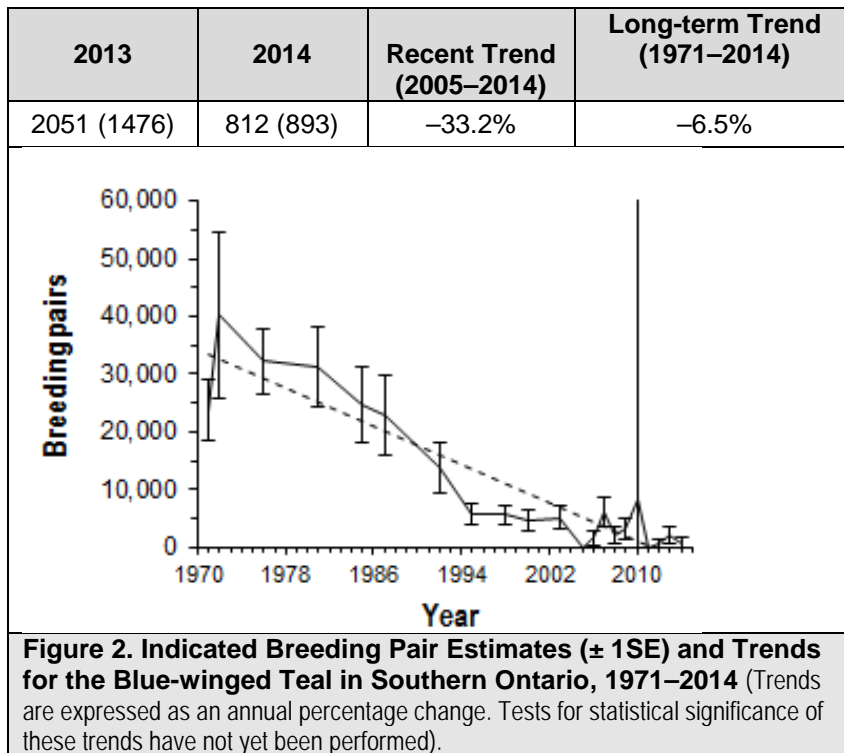 2013 2014 Recent Trend (2005–2014) Long-term Trend (1971–2014)
2051 (1476) 812 (893) –33.2% –6.5%
60,000
50,000
40,000
30,000
20,000
10,000
0
Breeding pairs
1970 1978 1986 1994 2002 2010
Year
Figure 2. Indicated Breeding Pair Estimates (± 1SE) and Trends
for the Blue-winged Teal in Southern Ontario, 1971–2014 (Trends
are expressed as an annual percentage change. Tests for statistical significance of
these trends have not yet been performed).